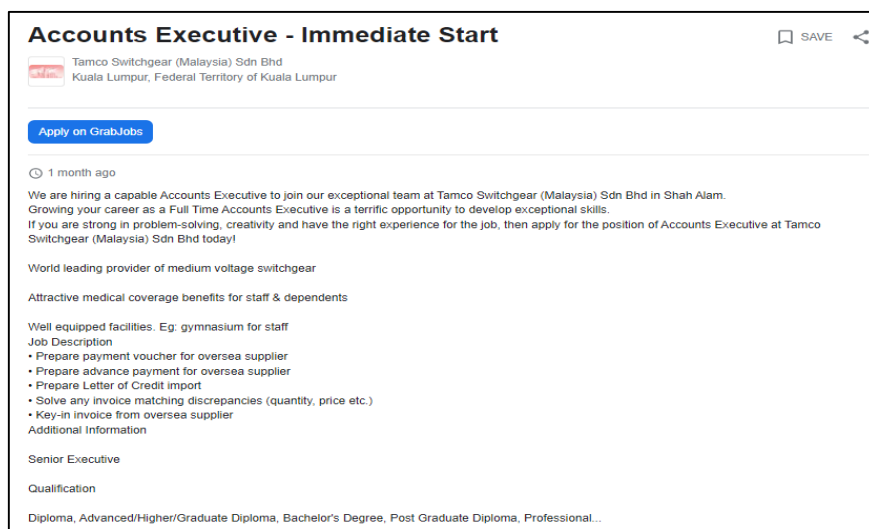 Accounts Executive - Immediate Start
SAVE
Tamco Switchgear (Malaysia) Sdn Bhd
Kuala Lumpur, Federal Territory of Kuala Lumpur
Apply on GrabJobs
1 month ago
We are hiring a capable Accounts Executive to join our exceptional team at Tamco Switchgear (Malaysia) Sdn Bhd in Shah Alam.
Growing your career as a Full Time Accounts Executive is a terrific opportunity to develop exceptional skills.
If you are strong in problem-solving, creativity and have the right experience for the job, then apply for the position of Accounts Executive at Tamco
Switchgear (Malaysia) Sdn Bhd today!
World leading provider of medium voltage switchgear
Attractive medical coverage benefits for staff & dependents
Well equipped facilities. Eg: gymnasium for staff
Job Description
• Prepare payment voucher for oversea supplier
• Prepare advance payment for oversea supplier
• Prepare Letter of Credit import
• Solve any invoice matching discrepancies (quantity, price etc.)
• Key-in invoice from oversea supplier
Additional Information
Senior Executive
Qualification
Diploma, Advanced/Higher/Graduate Diploma, Bachelor's Degree, Post Graduate Diploma, Professional...